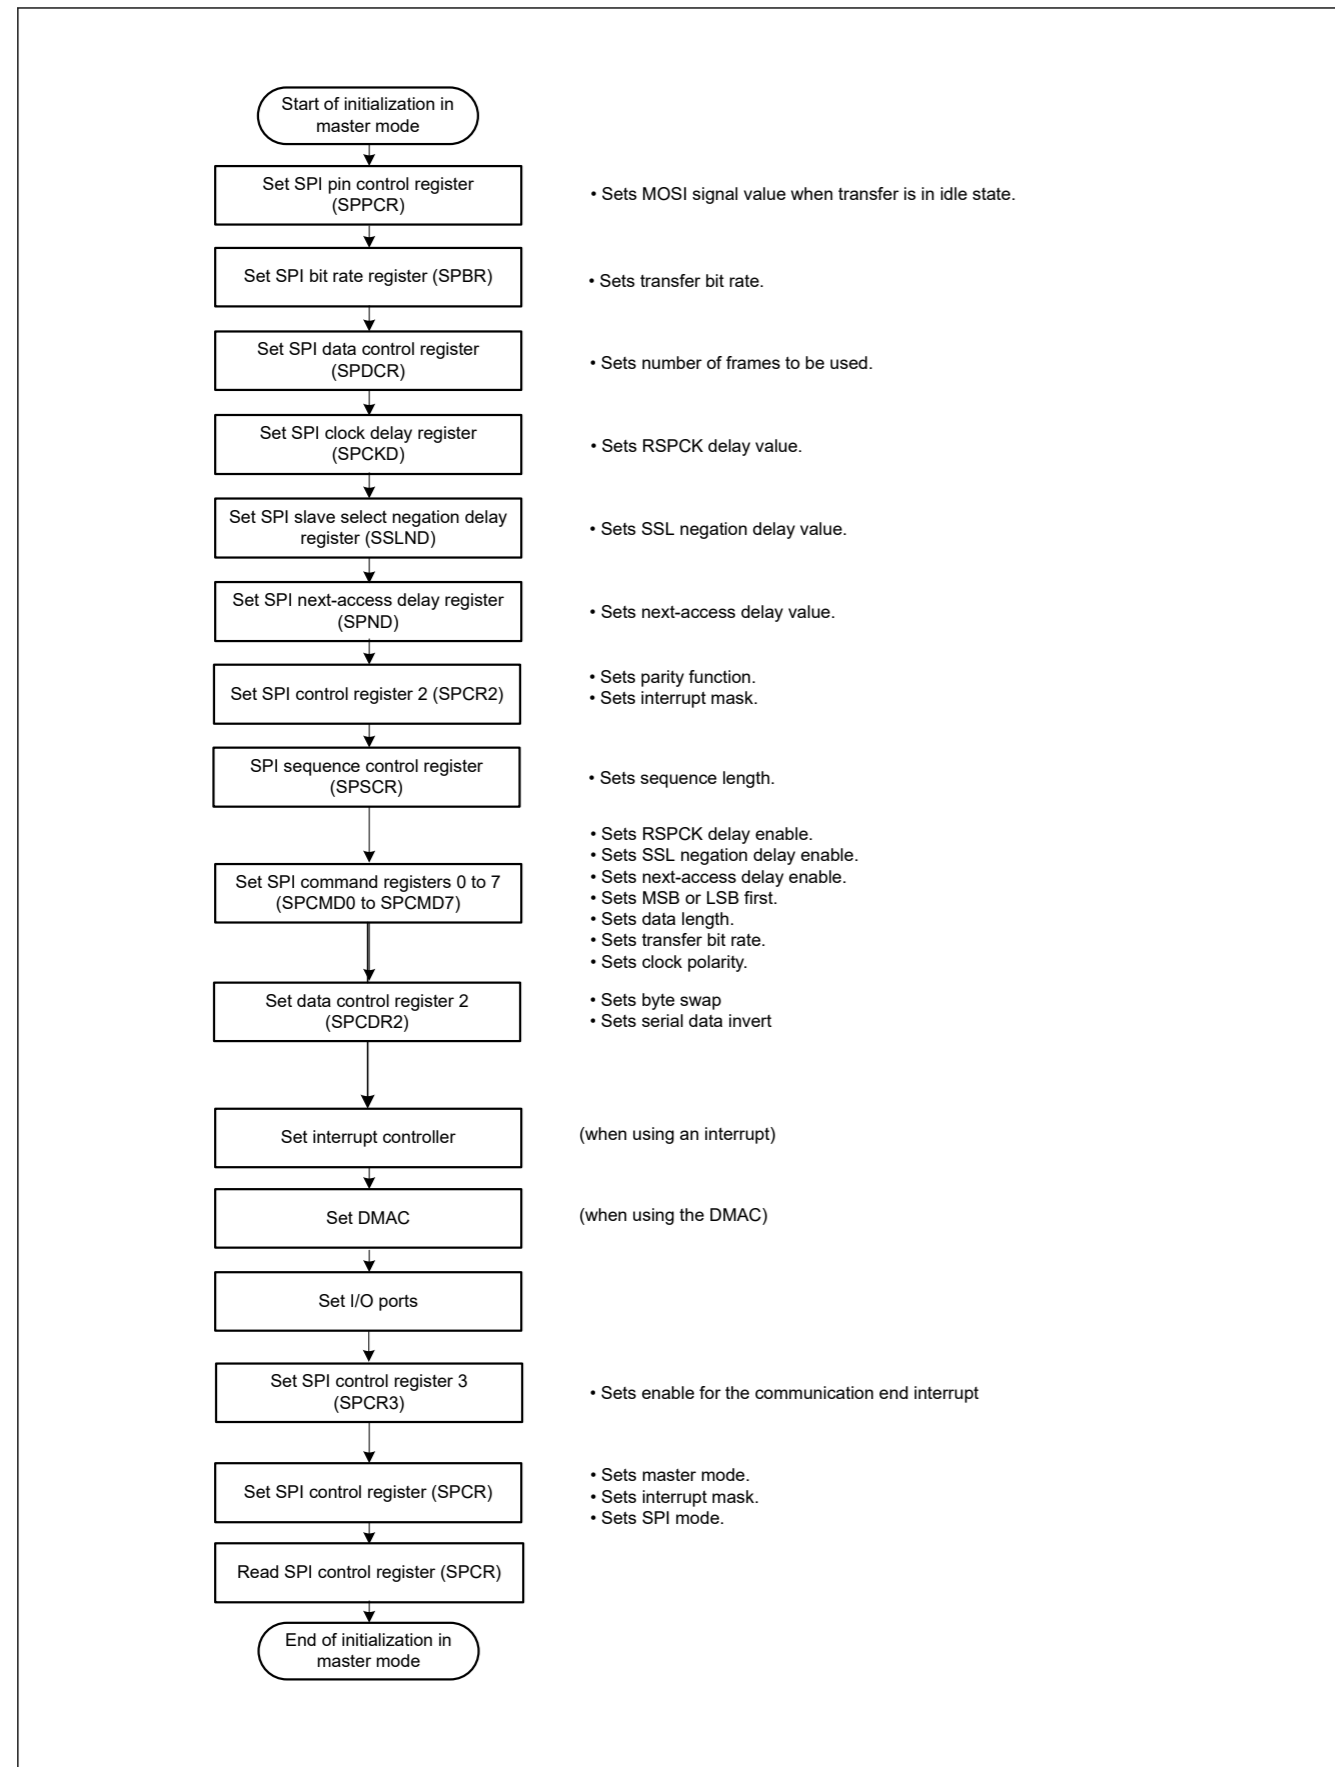 Start of initialization in
master mode
Set SPI pin control register
(SPPCR)
• Sets MOSI signal value when transfer is in idle state.
Set SPI bit rate register (SPBR)
• Sets transfer bit rate.
Set SPI data control register
(SPDCR)
• Sets number of frames to be used.
Set SPI clock delay register
(SPCKD)
• Sets RSPCK delay value.
Set SPI slave select negation delay
register (SSLND)
• Sets SSL negation delay value.
Set SPI next-access delay register
(SPND)
• Sets next-access delay value.
Set SPI control register 2 (SPCR2)
• Sets parity function.
• Sets interrupt mask.
SPI sequence control register
(SPSCR)
• Sets sequence length.
Set SPI command registers 0 to 7
(SPCMD0 to SPCMD7)
• Sets RSPCK delay enable.
• Sets SSL negation delay enable.
• Sets next-access delay enable.
• Sets MSB or LSB first.
• Sets data length.
• Sets transfer bit rate.
• Sets clock polarity.
Set data control register 2
(SPCDR2)
• Sets byte swap
• Sets serial data invert
Set interrupt controller
(when using an interrupt)
Set DMAC
(when using the DMAC)
Set I/O ports
Set SPI control register 3
(SPCR3)
• Sets enable for the communication end interrupt
Set SPI control register (SPCR)
• Sets master mode.
• Sets interrupt mask.
• Sets SPI mode.
Read SPI control register (SPCR)
End of initialization in
master mode